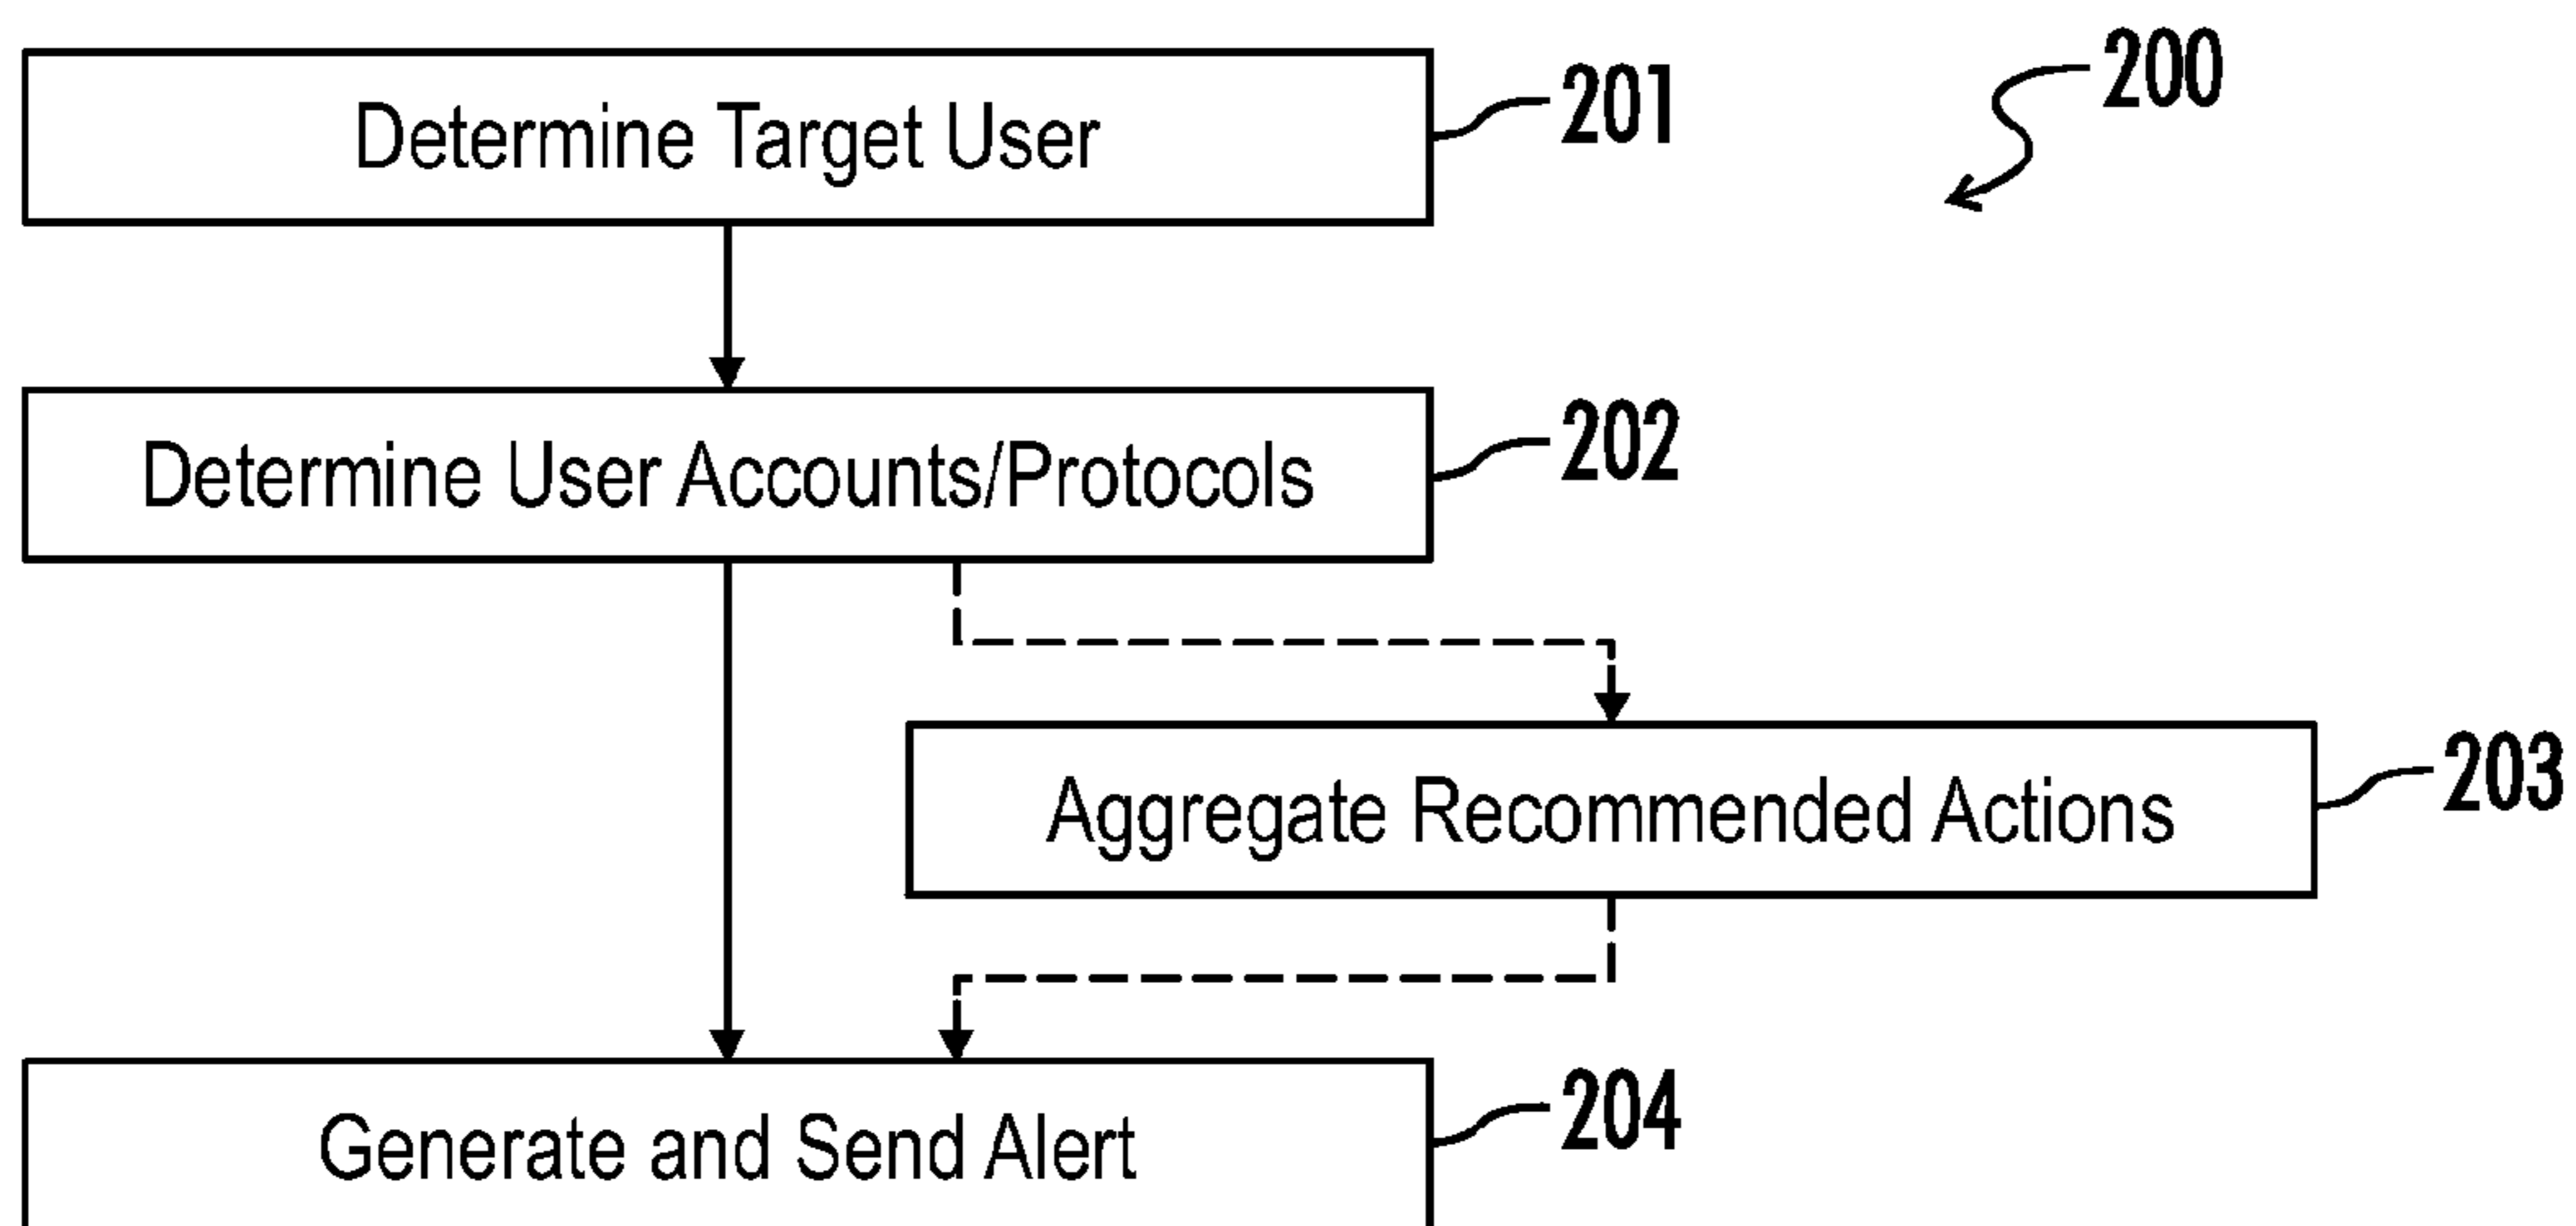 200
Determine Target User
201
Determine User Accounts/Protocols
202
Aggregate Recommended Actions
203
Generate and Send Alert
204